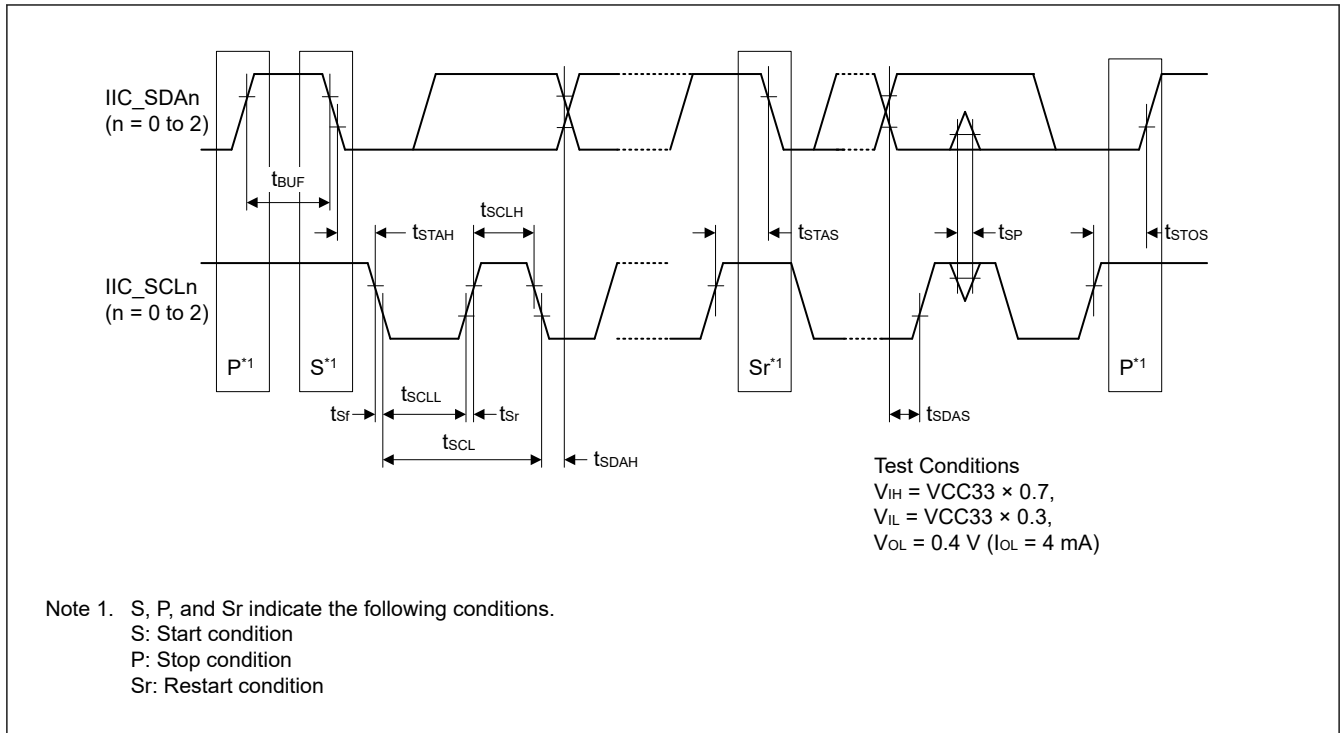 IIC_SDAn
(n = 0 to 2)
tBUF
tSCLH
tSTAH
tSTAS
tSP
tSTOS
IIC_SCLn
(n = 0 to 2)
P*1
S*1
Sr*1
P*1
tSCLL
tSf
tSr
tSDAS
tSCL
tSDAH
Test Conditions
VIH = VCC33 × 0.7,
VIL = VCC33 × 0.3,
VOL = 0.4 V (IOL = 4 mA)
Note 1. S, P, and Sr indicate the following conditions.
S: Start condition
P: Stop condition
Sr: Restart condition